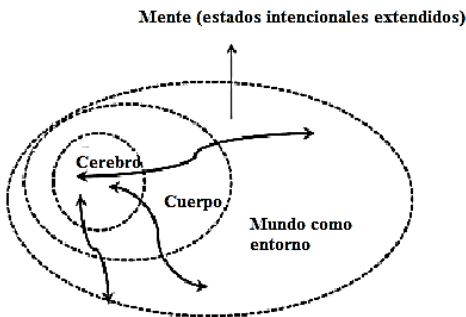 Mente (estados intencionales extendidos)
Cerebro
Cuerpo
Mundo como
entorno